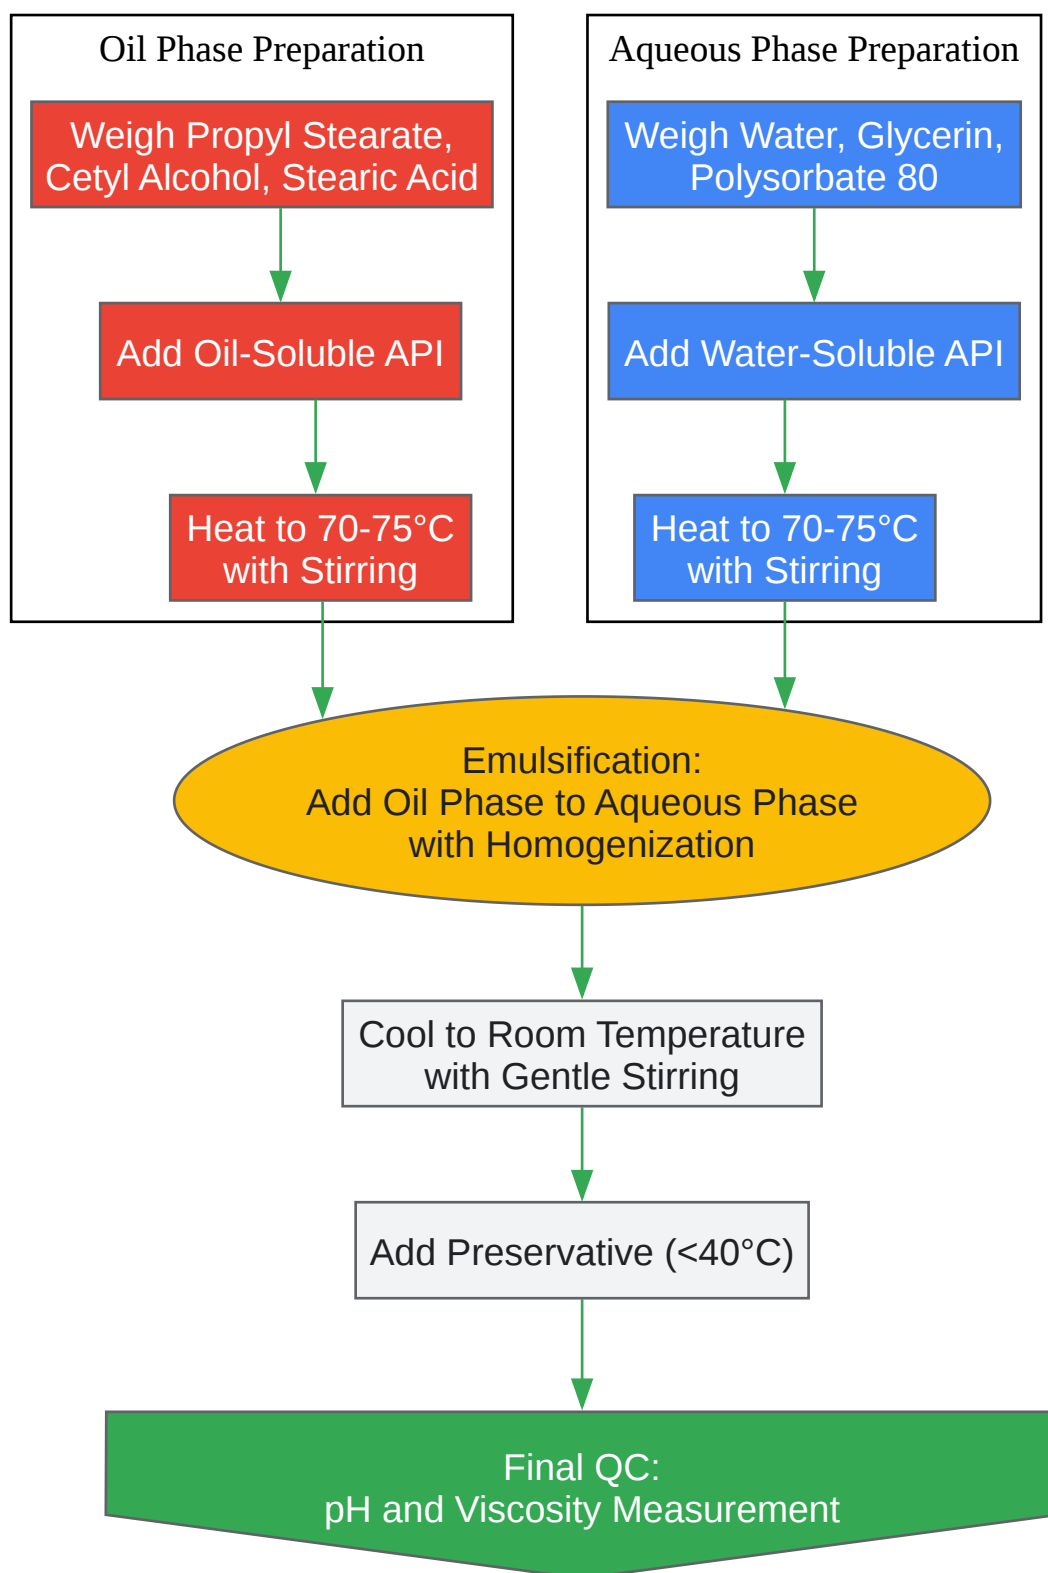 Oil Phase Preparation
Weigh Propyl Stearate,
Cetyl Alcohol, Stearic Acid
Add Oil-Soluble API
Heat to 70-75°C
with Stirring
Aqueous Phase Preparation
Weigh Water, Glycerin,
Polysorbate 80
Add Water-Soluble API
Heat to 70-75°C
with Stirring
Emulsification:
Add Oil Phase to Aqueous Phase
with Homogenization
Cool to Room Temperature
with Gentle Stirring
Add Preservative (<40°C)
Final QC:
pH and Viscosity Measurement